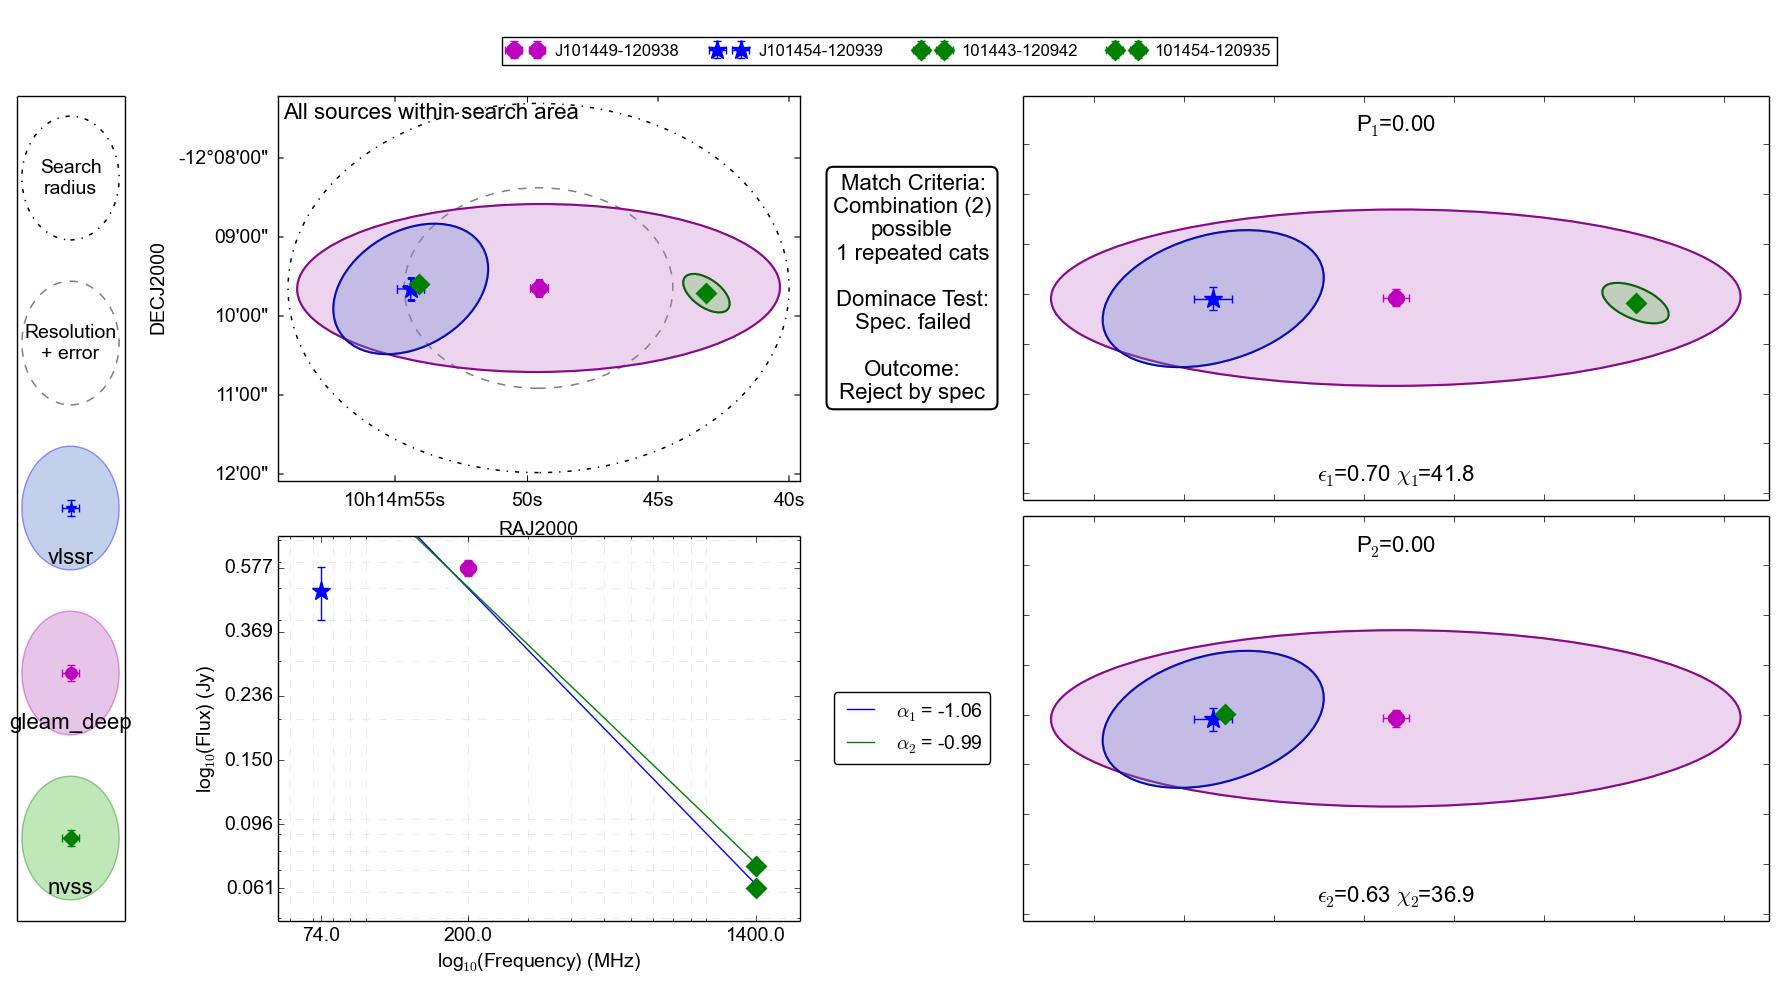 J101449-120938 J101454-120939 101443-120942 101454-120935
Search
radius
Resolution
+ error
vlssr
gleam_deep
nvss
All sources within search area
DECJ2000
-12°08'00"
09'00"
10'00"
11'00"
12'00"
10h14m55s 50s 45s 40s
RAJ2000
Match Criteria:
Combination (2)
possible
1 repeated cats
Dominace Test:
Spec. failed
Outcome:
Reject by spec
P1=0.00
ϵ1=0.70 χ1=41.8
log10(Flux) (Jy)
0.577
0.369
0.236
0.150
0.096
0.061
74.0 200.0 1400.0
log10(Frequency) (MHz)
α1 = -1.06
α2 = -0.99
P2=0.00
ϵ2=0.63 χ2=36.9